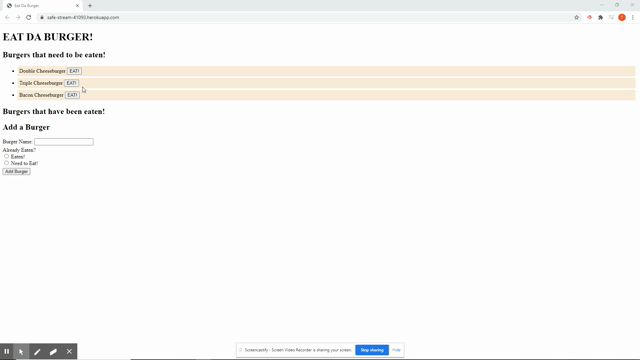 Eat Da Burger
safe-stream-41093.herokuapp.com
EAT DA BURGER!
Burgers that need to be eaten!
Double Cheeseburger EAT!
Triple Cheeseburger EAT!
Bacon Cheeseburger EAT!
Burgers that have been eaten!
Add a Burger
Burger Name:
Already Eaten?
Eaten!
Need to Eat!
Add Burger
Screencastify - Screen Video Recorder is sharing your screen. Stop sharing Hide